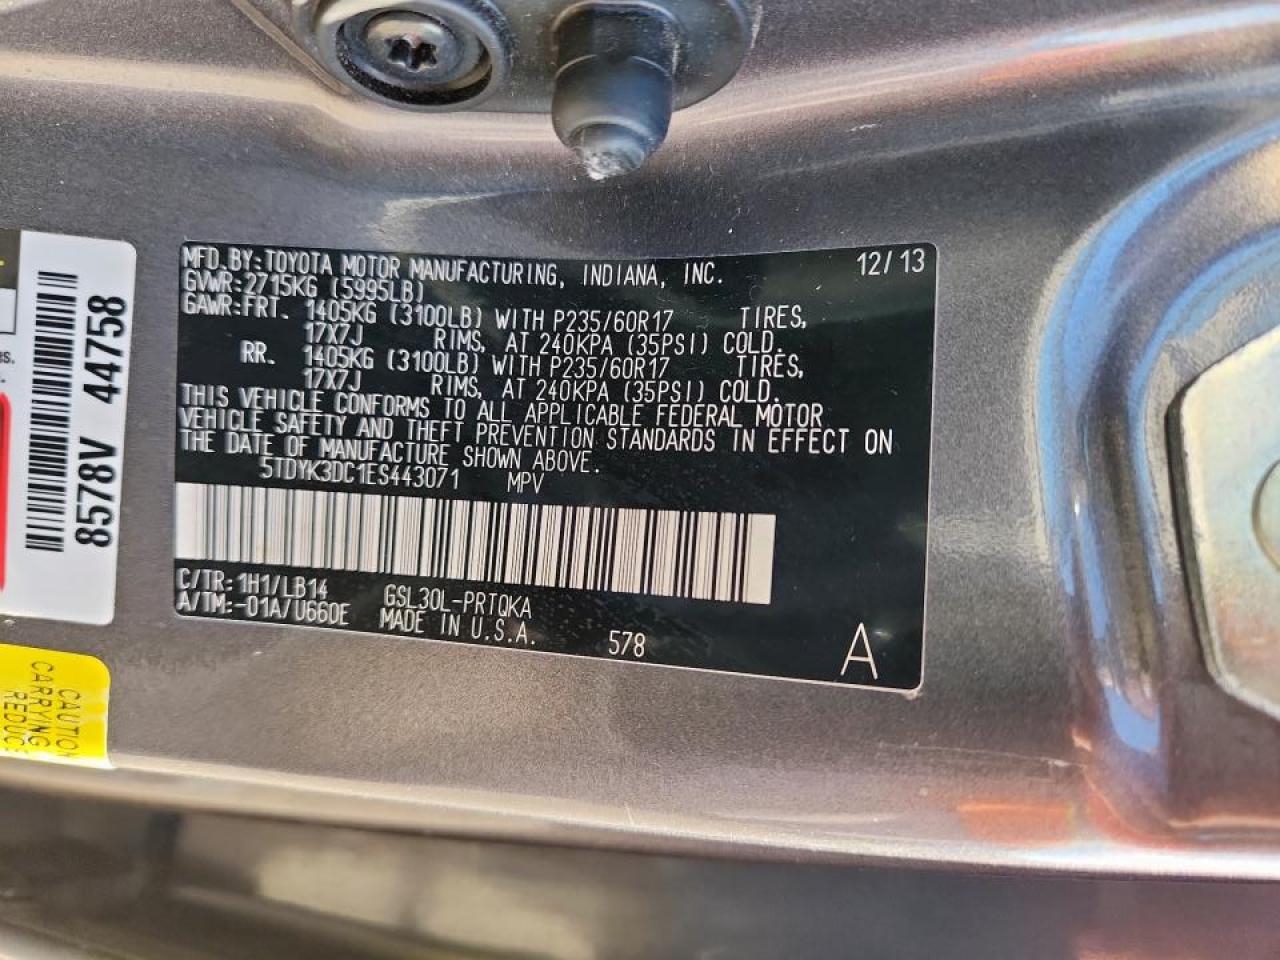 MFD. BY: TOYOTA MOTOR MANUFACTURING, INDIANA, INC. 12/13
GVWR: 2715KG (5995LB)
GAWR: FRT. 1405KG (3100LB) WITH P235/60R17 TIRES,
17X7J RIMS, AT 240KPA (35PSI) COLD.
RR. 1405KG (3100LB) WITH P235/60R17 TIRES,
17X7J RIMS, AT 240KPA (35PSI) COLD.
THIS VEHICLE CONFORMS TO ALL APPLICABLE FEDERAL MOTOR
VEHICLE SAFETY AND THEFT PREVENTION STANDARDS IN EFFECT ON
THE DATE OF MANUFACTURE SHOWN ABOVE.
5TDYK3DC1ES443071 MPV
C/TR: 1H1/LB14 GSL30L-PRTQKA
A/TM: -01A/U660E MADE IN U.S.A. 578 A
8578V 44758
CAUTION
CARRYING
REDUC